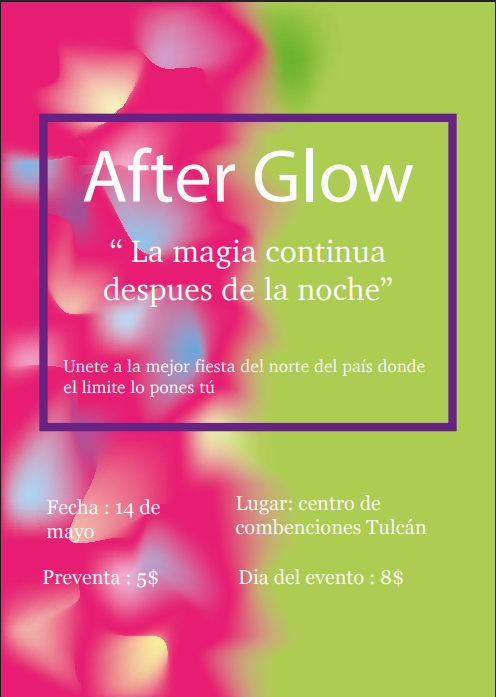 After Glow
“ La magia continua
despues de la noche”
Unete a la mejor fiesta del norte del país donde
el limite lo pones tú
Fecha : 14 de
mayo
Lugar: centro de
combenciones Tulcán
Preventa : 5$
Dia del evento : 8$